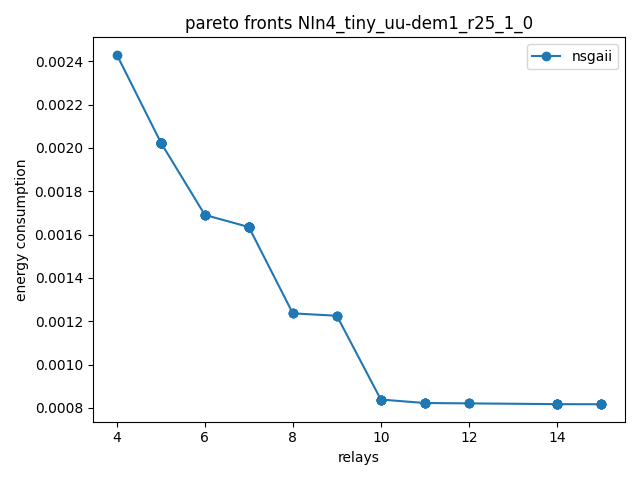 pareto fronts NIn4_tiny_uu-dem1_r25_1_0
nsgaii
energy consumption
0.0024
0.0022
0.0020
0.0018
0.0016
0.0014
0.0012
0.0010
0.0008
4 6 8 10 12 14
relays